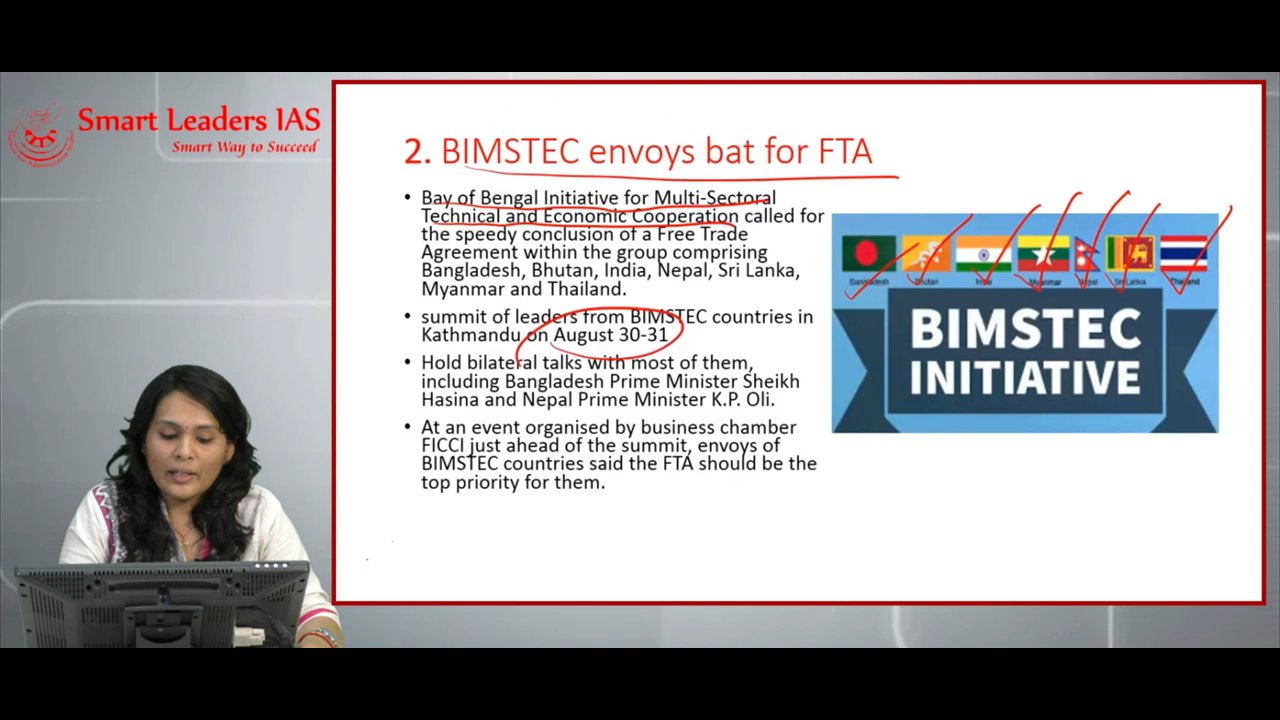 Smart Leaders IAS
Smart Way to Succeed
2. BIMSTEC envoys bat for FTA
• Bay of Bengal Initiative for Multi-Sectoral
Technical and Economic Cooperation called for
the speedy conclusion of a Free Trade
Agreement within the group comprising
Bangladesh, Bhutan, India, Nepal, Sri Lanka,
Myanmar and Thailand.
• summit of leaders from BIMSTEC countries in
Kathmandu on August 30-31
• Hold bilateral talks with most of them,
including Bangladesh Prime Minister Sheikh
Hasina and Nepal Prime Minister K.P. Oli.
• At an event organised by business chamber
FICCI just ahead of the summit, envoys of
BIMSTEC countries said the FTA should be the
top priority for them.
Bangladesh Bhutan India Myanmar Nepal Sri Lanka Thailand
BIMSTEC
INITIATIVE